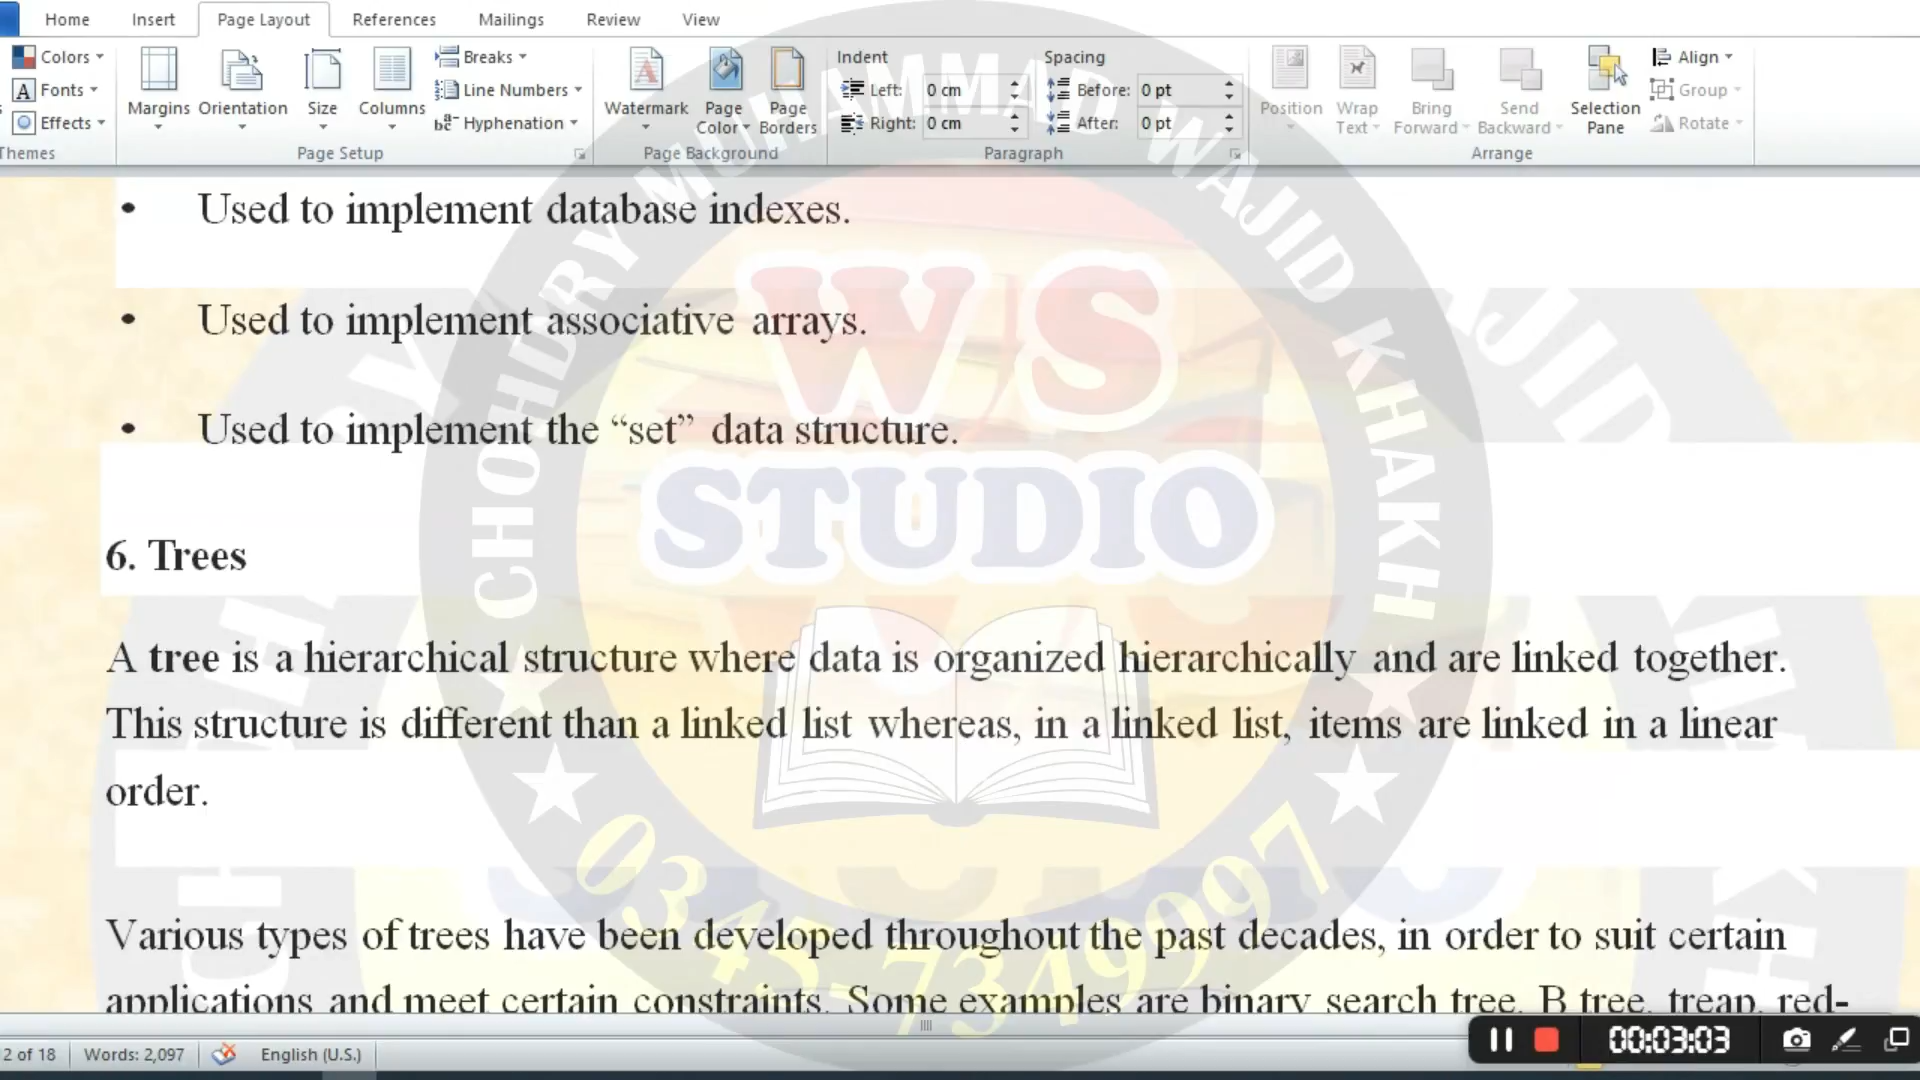 Home Insert Page Layout References Mailings Review View
Colors Fonts Effects
Themes
Margins Orientation Size Columns
Breaks
Line Numbers
Hyphenation
Page Setup
Watermark Page Color Page Borders
Page Background
Indent
Left: 0 cm
Right: 0 cm
Spacing
Before: 0 pt
After: 0 pt
Paragraph
Position Wrap Text Bring Forward Send Backward Selection Pane
Align
Group
Rotate
Arrange
• Used to implement database indexes.
• Used to implement associative arrays.
• Used to implement the “set” data structure.
6. Trees
A tree is a hierarchical structure where data is organized hierarchically and are linked together.
This structure is different than a linked list whereas, in a linked list, items are linked in a linear
order.
Various types of trees have been developed throughout the past decades, in order to suit certain
applications and meet certain constraints. Some examples are binary search tree, B tree, treap, red-
CHOHDRY MUHAMMAD WAJID KHAKH
WS
STUDIO
0345-7349997
2 of 18 Words: 2,097 English (U.S.)
00:03:03